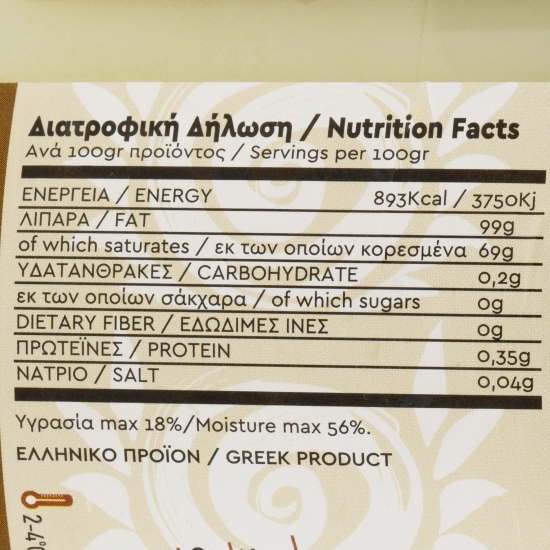 Διατροφική Δήλωση / Nutrition Facts
Ανά 100gr προϊόντος / Servings per 100gr
ΕΝΕΡΓΕΙΑ / ENERGY 893Kcal / 3750Kj
ΛΙΠΑΡΑ / FAT 99g
of which saturates / εκ των οποίων κορεσμένα 69g
ΥΔΑΤΑΝΘΡΑΚΕΣ / CARBOHYDRATE 0,2g
εκ των οποίων σάκχαρα / of which sugars 0g
DIETARY FIBER / ΕΔΩΔΙΜΕΣ ΙΝΕΣ 0g
ΠΡΩΤΕΪΝΕΣ / PROTEIN 0,35g
ΝΑΤΡΙΟ / SALT 0,04g
Υγρασία max 18%/Moisture max 56%.
ΕΛΛΗΝΙΚΟ ΠΡΟΪΟΝ / GREEK PRODUCT
2-4°